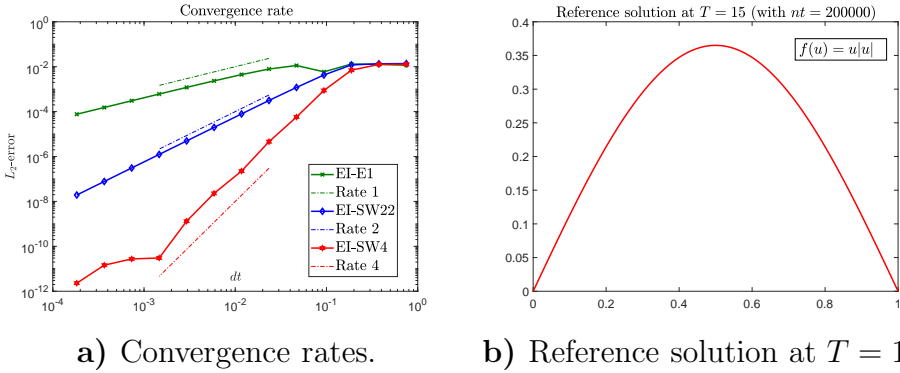 Convergence rate
10^0
10^-2
10^-4
10^-6
10^-8
10^-10
10^-12
L_2-error
EI-E1
Rate 1
EI-SW22
Rate 2
EI-SW4
Rate 4
dt
10^-4
10^-3
10^-2
10^-1
10^0
a) Convergence rates.
Reference solution at T = 15 (with nt = 200000)
f(u) = u|u|
0.4
0.35
0.3
0.25
0.2
0.15
0.1
0.05
0
0
0.2
0.4
0.6
0.8
1
b) Reference solution at T = 1